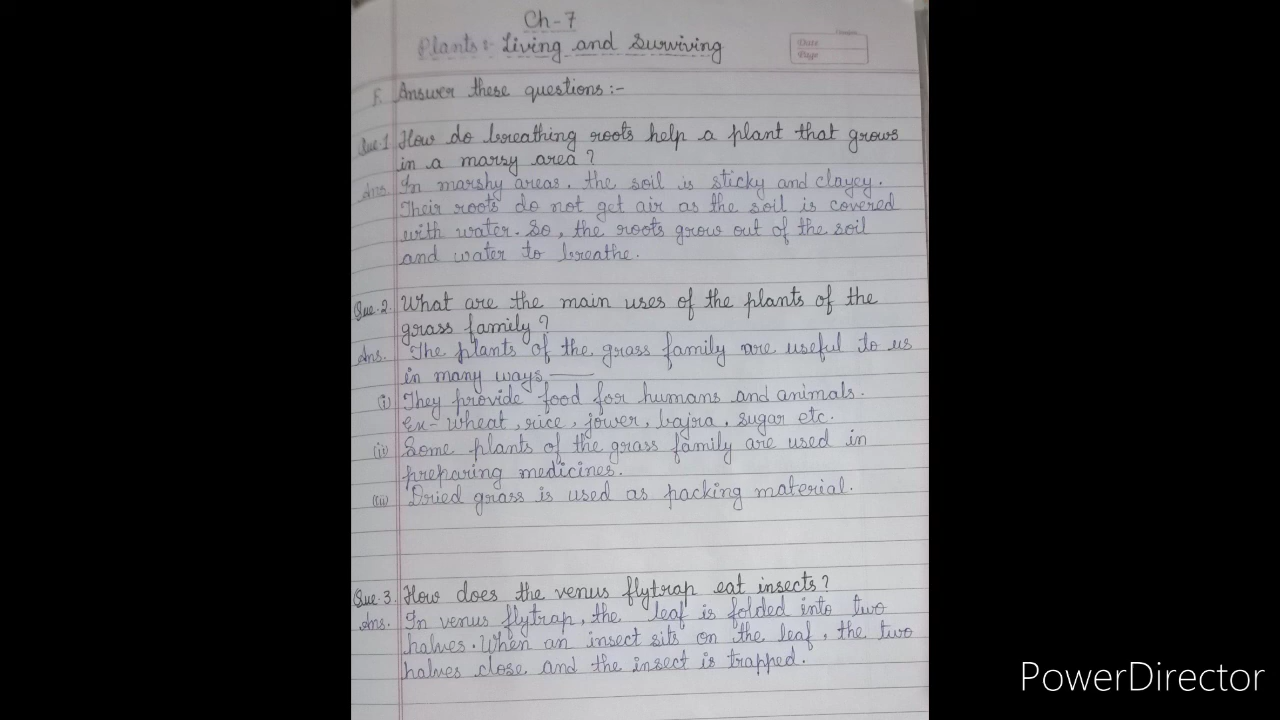 Ch-7
Plants:- Living and Surviving
Date
Page
F. Answer these questions:-
Que.1 How do breathing roots help a plant that grows
in a marsy area?
Ans. In marshy areas. the soil is sticky and clayey.
Their roots do not get air as the soil is covered
with water. So, the roots grow out of the soil
and water to breathe.
Que.2. What are the main uses of the plants of the
grass family?
Ans. The plants of the grass family are useful to us
in many ways ——
(i) They provide food for humans and animals.
Ex- Wheat, rice, jower, bajra, sugar etc.
(ii) Some plants of the grass family are used in
preparing medicines.
(iii) Dried grass is used as packing material.
Que.3. How does the venus flytrap eat insects?
Ans. In venus flytrap, the leaf is folded into two
halves. When an insect sits on the leaf, the two
halves close and the insect is trapped.
PowerDirector